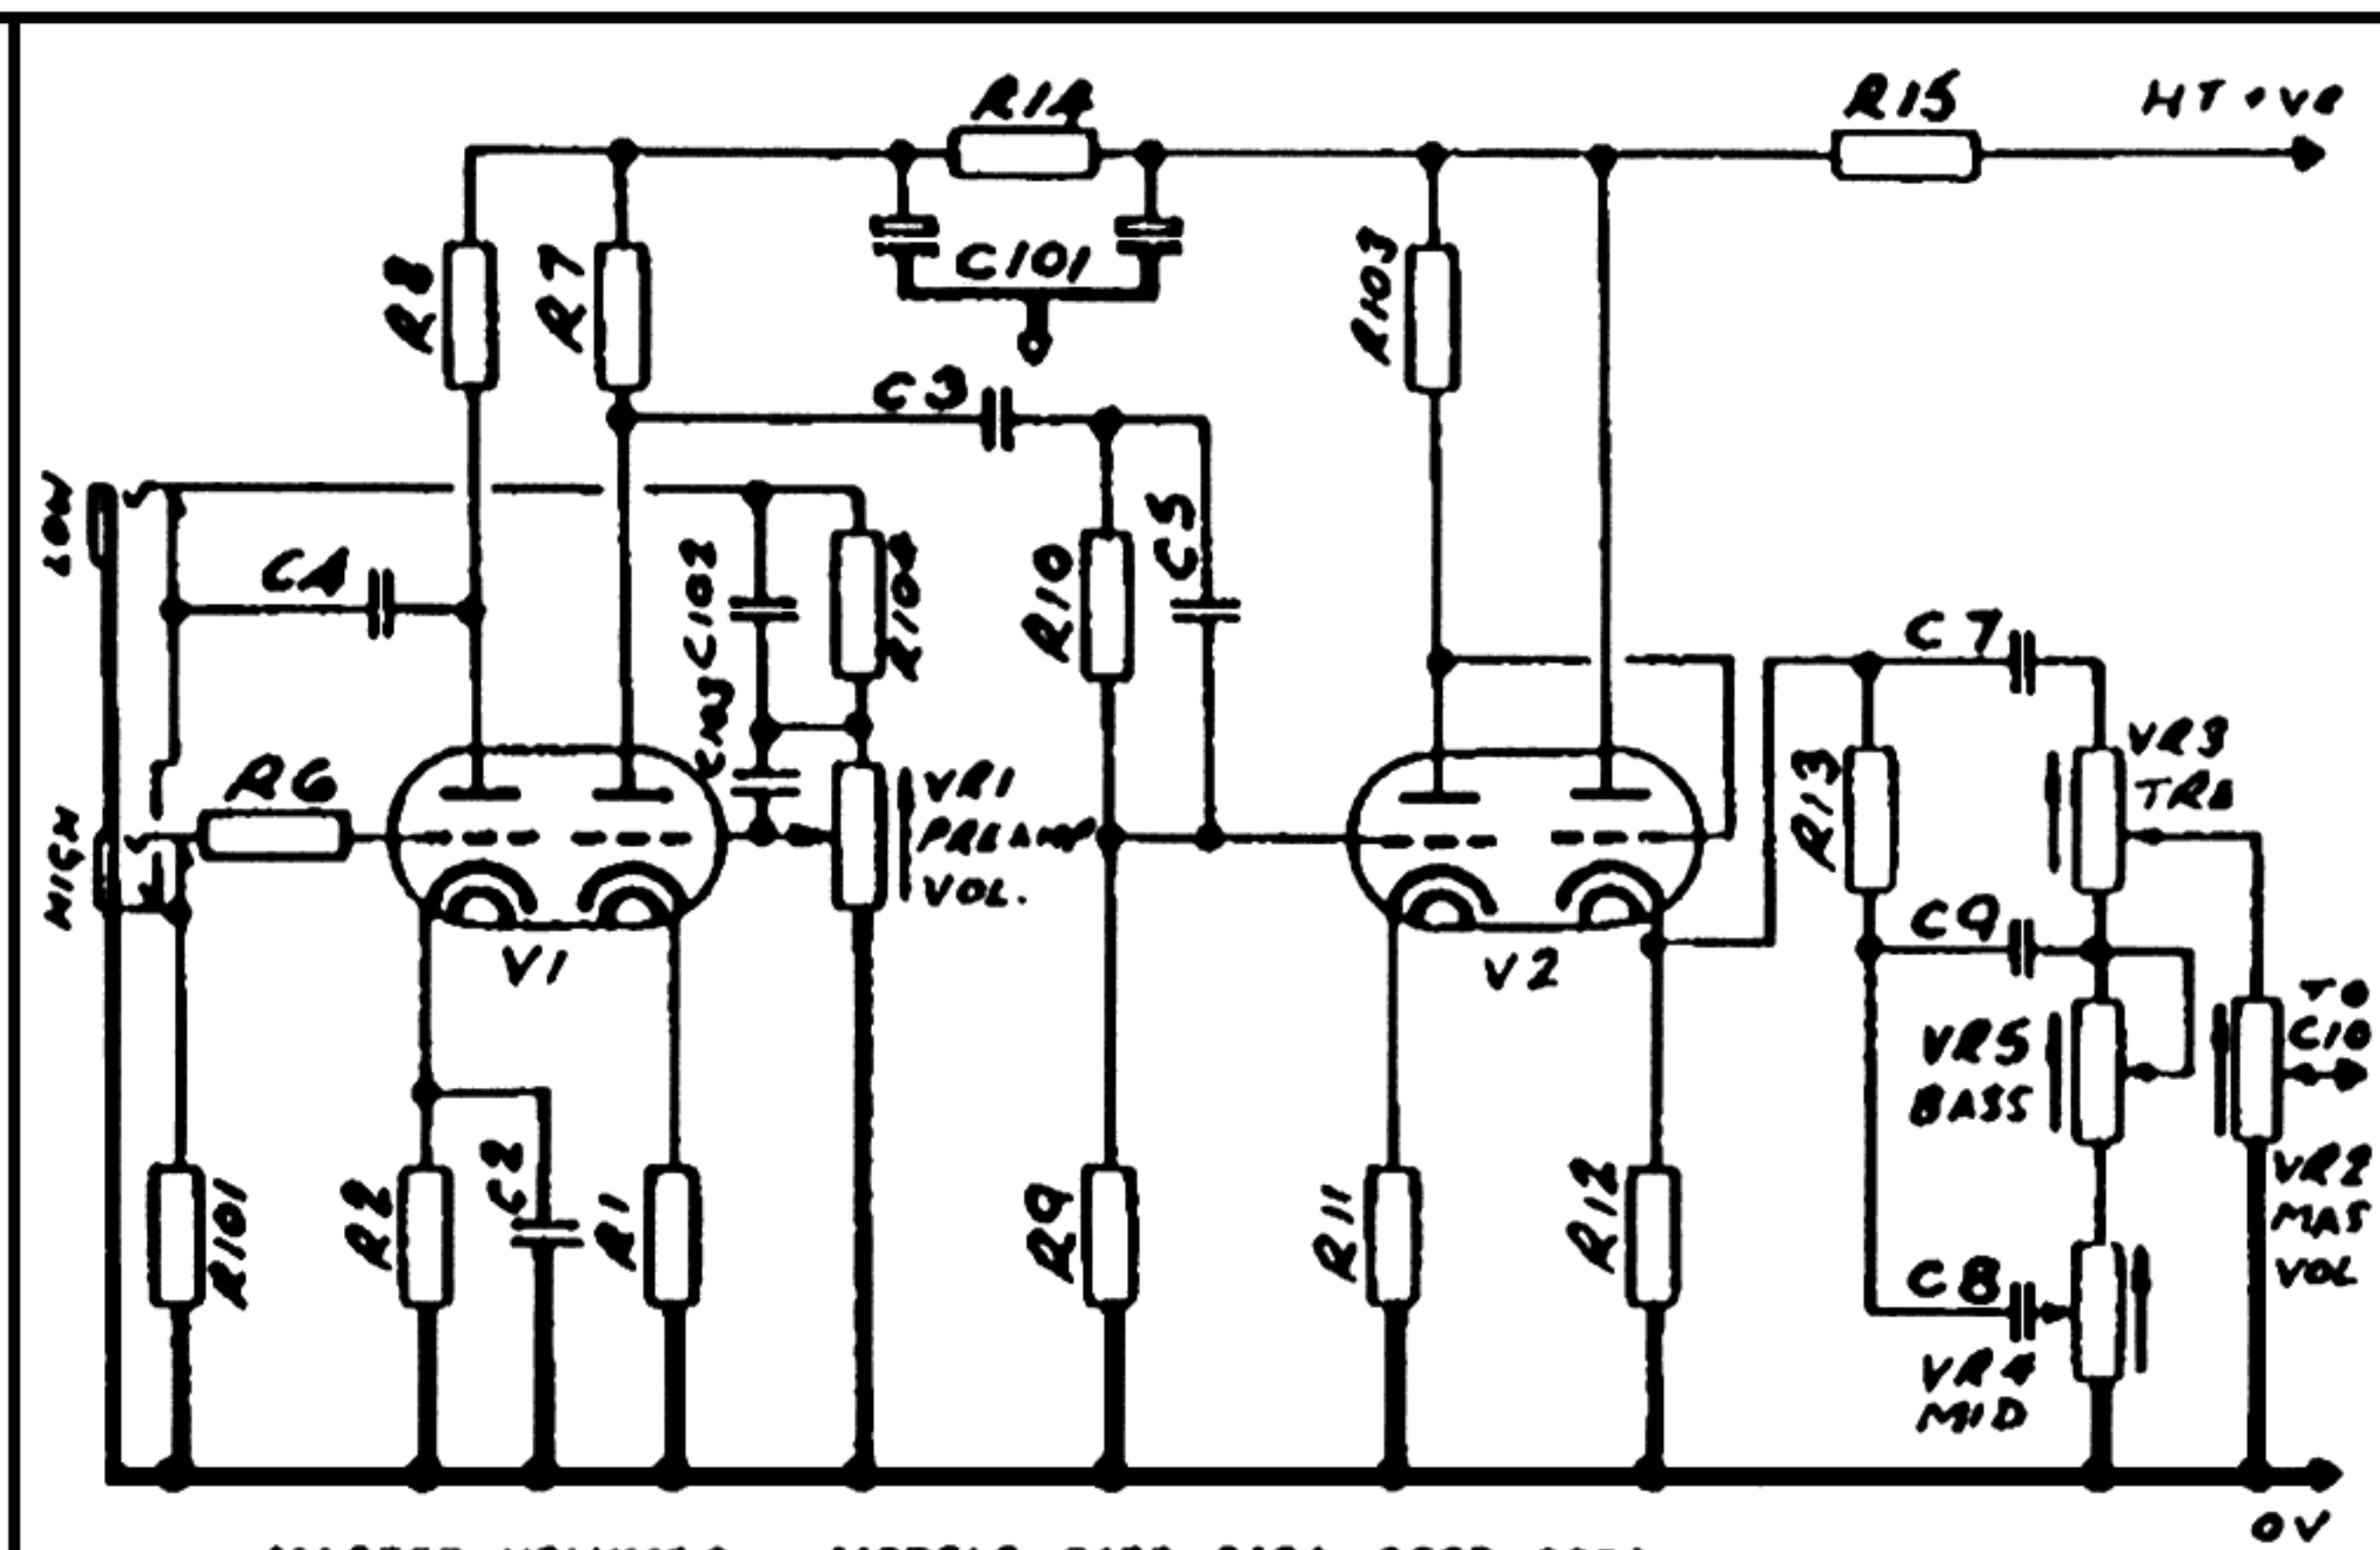 R14
R15
HT +VE
R8
R7
C101
R103
C3
LOW
C4
C102
R10
C5
C7
R6
VR1
PREAMP
VOL.
R13
VR3
TRB
HIGH
V1
V2
C9
VR5
BASS
TO
C10
R101
R2
C2
R1
R9
R11
R12
C8
VR4
MID
VR2
MAS
VOL
0V